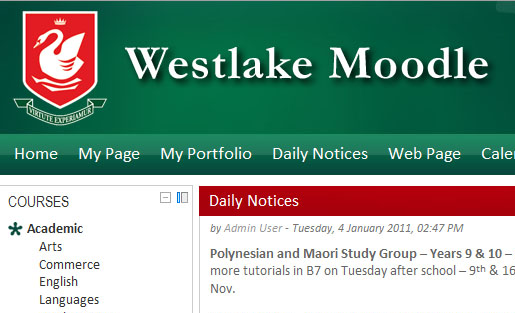 Westlake Moodle
VIRTUTE EXPERIAMUR
Home My Page My Portfolio Daily Notices Web Page Caler
COURSES
Academic
Arts
Commerce
English
Languages
Daily Notices
by Admin User - Tuesday, 4 January 2011, 02:47 PM
Polynesian and Maori Study Group – Years 9 & 10 –
more tutorials in B7 on Tuesday after school – 9th & 16
Nov.